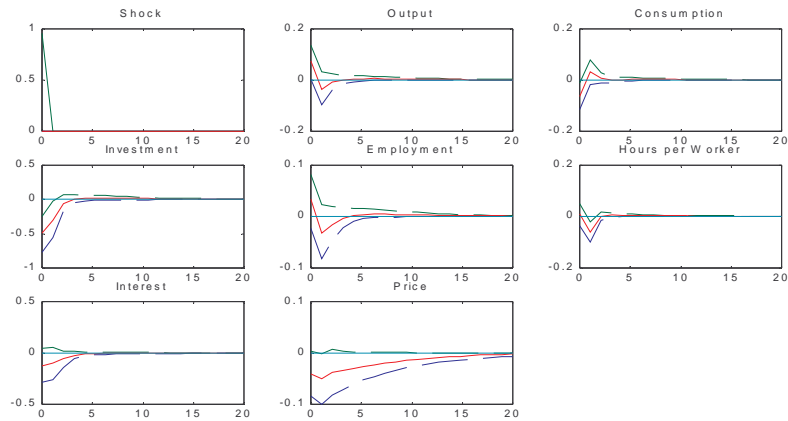 Shock Output Consumption
1 0.2 0.2
0.5 0 0
0 -0.2 -0.2
0 5 10 15 20 0 5 10 15 20 0 5 10 15 20
Investment Employment Hours per Worker
0.5 0.1 0.2
0 0 0
-0.5
-1 -0.1 -0.2
0 5 10 15 20 0 5 10 15 20 0 5 10 15 20
Interest Price
0.5 0.1
0 0
-0.5 -0.1
0 5 10 15 20 0 5 10 15 20